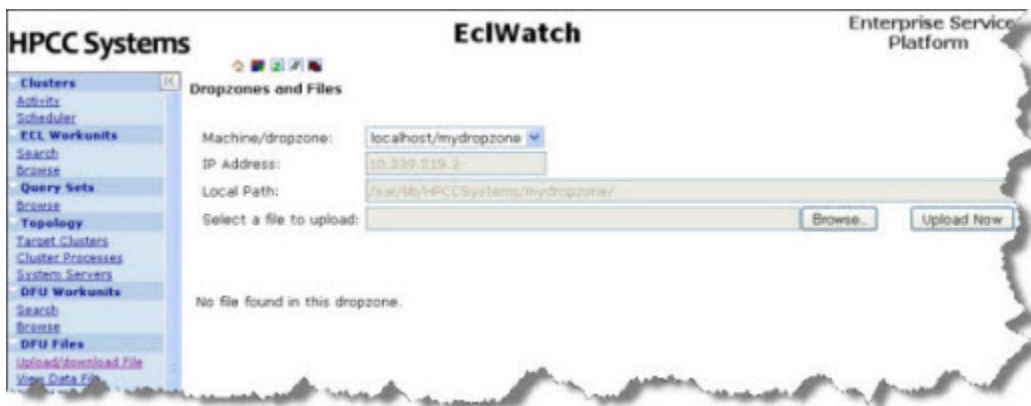 HPCC Systems
EclWatch
Enterprise Service
Platform
Clusters
Activity
Scheduler
ECL Workunits
Search
Browse
Query Sets
Browse
Topology
Target Clusters
Cluster Processes
System Servers
DFU Workunits
Search
Browse
DFU Files
Upload/download File
View Data File
Dropzones and Files
Machine/dropzone: localhost/mydropzone
IP Address: 10.239.219.3
Local Path: /var/lib/HPCCSystems/mydropzone/
Select a file to upload: Browse.. Upload Now
No file found in this dropzone.